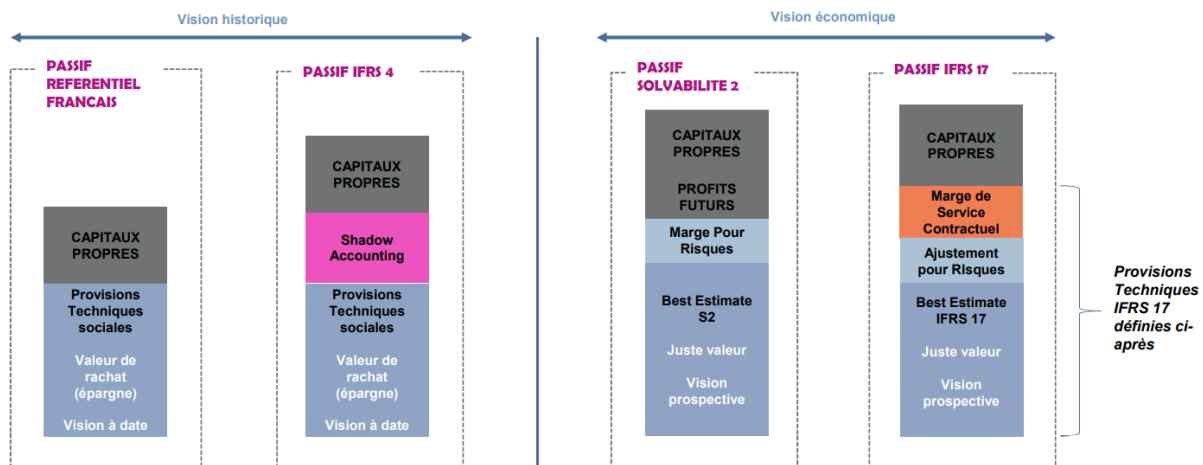 Vision historique
Vision économique
PASSIF
REFERENTIEL
FRANCAIS
CAPITAUX
PROPRES
Provisions
Techniques
sociales
Valeur de
rachat
(épargne)
Vision à date
PASSIF IFRS 4
CAPITAUX
PROPRES
Shadow
Accounting
Provisions
Techniques
sociales
Valeur de
rachat
(épargne)
Vision à date
PASSIF
SOLVABILITE 2
CAPITAUX
PROPRES
PROFITS
FUTURS
Marge Pour
Risques
Best Estimate
S2
Juste valeur
Vision
prospective
PASSIF IFRS 17
CAPITAUX
PROPRES
Marge de
Service
Contractuel
Ajustement
pour RIsques
Best Estimate
IFRS 17
Juste valeur
Vision
prospective
Provisions
Techniques
IFRS 17
définies ci-
après